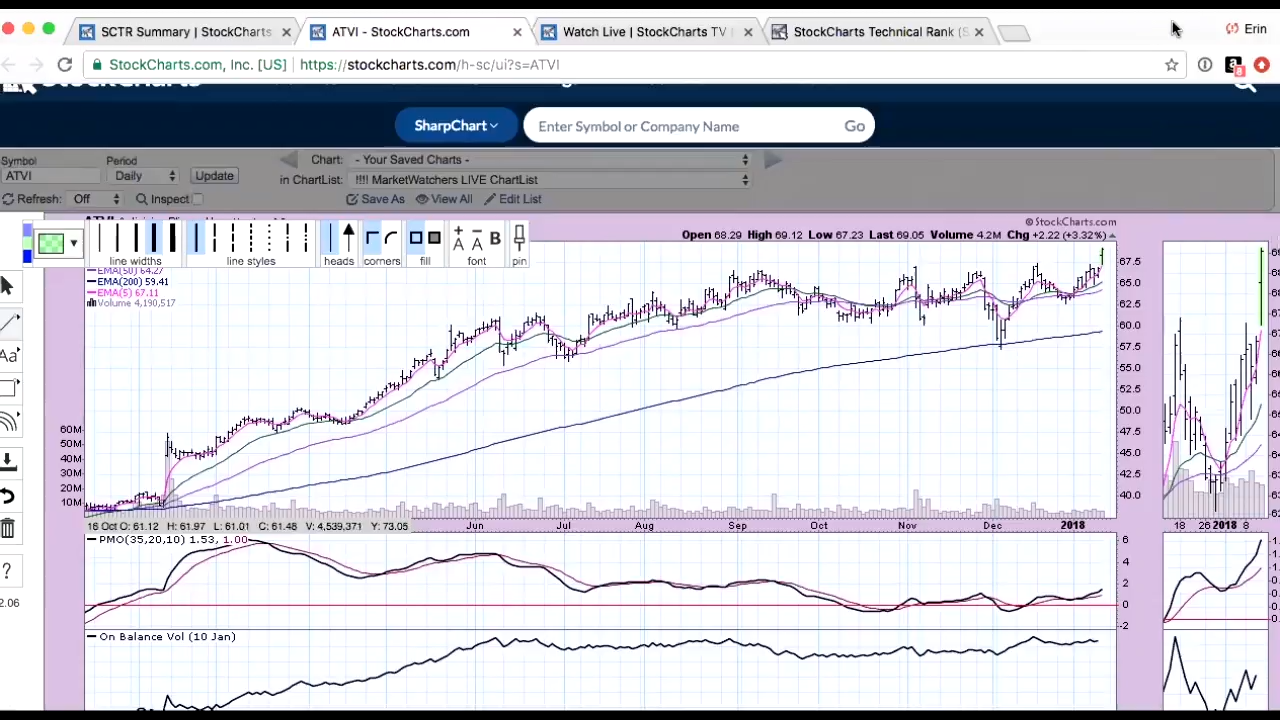 SCTR Summary | StockCharts
ATVI - StockCharts.com
Watch Live | StockCharts TV
StockCharts Technical Rank (S
Erin
StockCharts.com, Inc. [US]
https://stockcharts.com/h-sc/ui?s=ATVI
8
StockCharts
SharpChart
Enter Symbol or Company Name
Go
Symbol
Period
Chart:
- Your Saved Charts -
ATVI
Daily
Update
in ChartList:
!!!! MarketWatchers LIVE ChartList
Refresh:
Off
Inspect
Save As
View All
Edit List
ATVI
© StockCharts.com
Open 68.29 High 69.12 Low 67.23 Last 69.05 Volume 4.2M Chg +2.22 (+3.32%)
+
A
−
A
B
line widths
line styles
heads
corners
fill
font
pin
EMA(50) 64.27
EMA(200) 59.41
EMA(5) 67.11
Volume 4,190,517
67.5
65.0
62.5
60.0
57.5
55.0
52.5
50.0
47.5
45.0
42.5
40.0
60M
50M
40M
30M
20M
10M
Aa
?
2.06
16 Oct O: 61.12 H: 61.97 L: 61.01 C: 61.48 V: 4,539,371 Y: 73.05
Jun
Jul
Aug
Sep
Oct
Nov
Dec
2018
18 26 2018 8
PMO(35,20,10) 1.53, 1.00
6
4
2
0
-2
On Balance Vol (10 Jan)